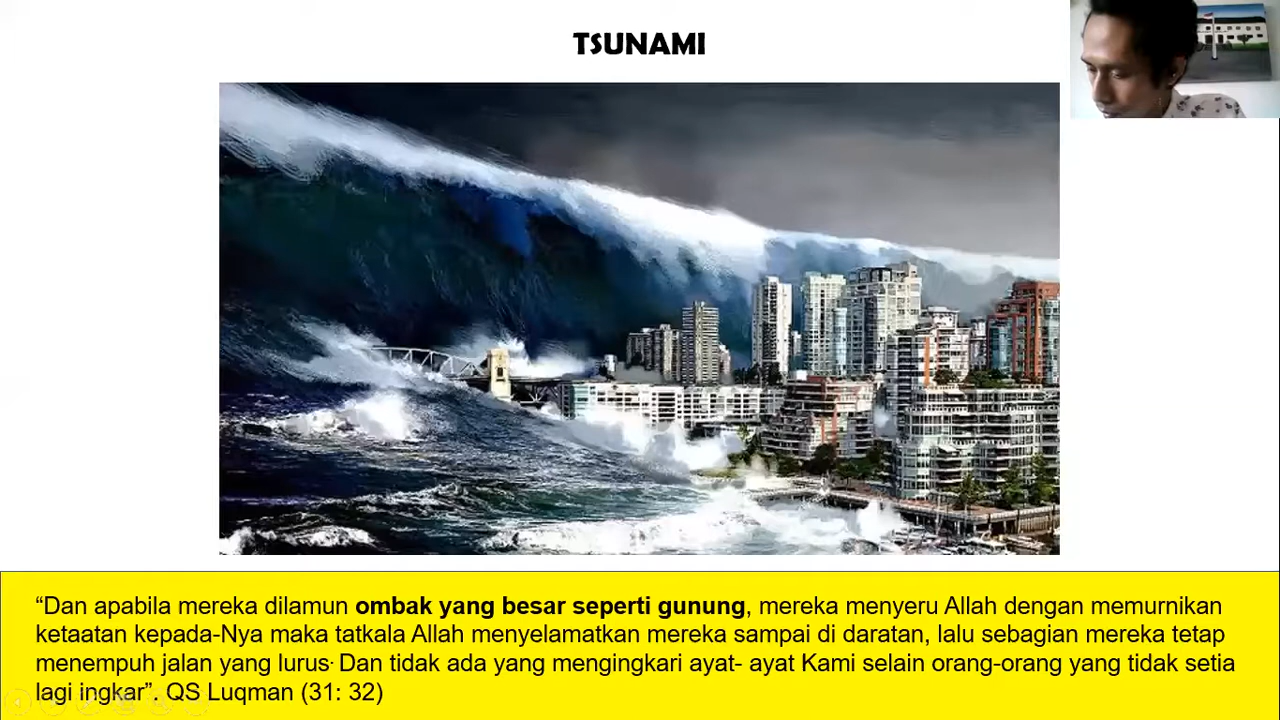 TSUNAMI
“Dan apabila mereka dilamun ombak yang besar seperti gunung, mereka menyeru Allah dengan memurnikan
ketaatan kepada-Nya maka tatkala Allah menyelamatkan mereka sampai di daratan, lalu sebagian mereka tetap
menempuh jalan yang lurus. Dan tidak ada yang mengingkari ayat- ayat Kami selain orang-orang yang tidak setia
lagi ingkar”. QS Luqman (31: 32)